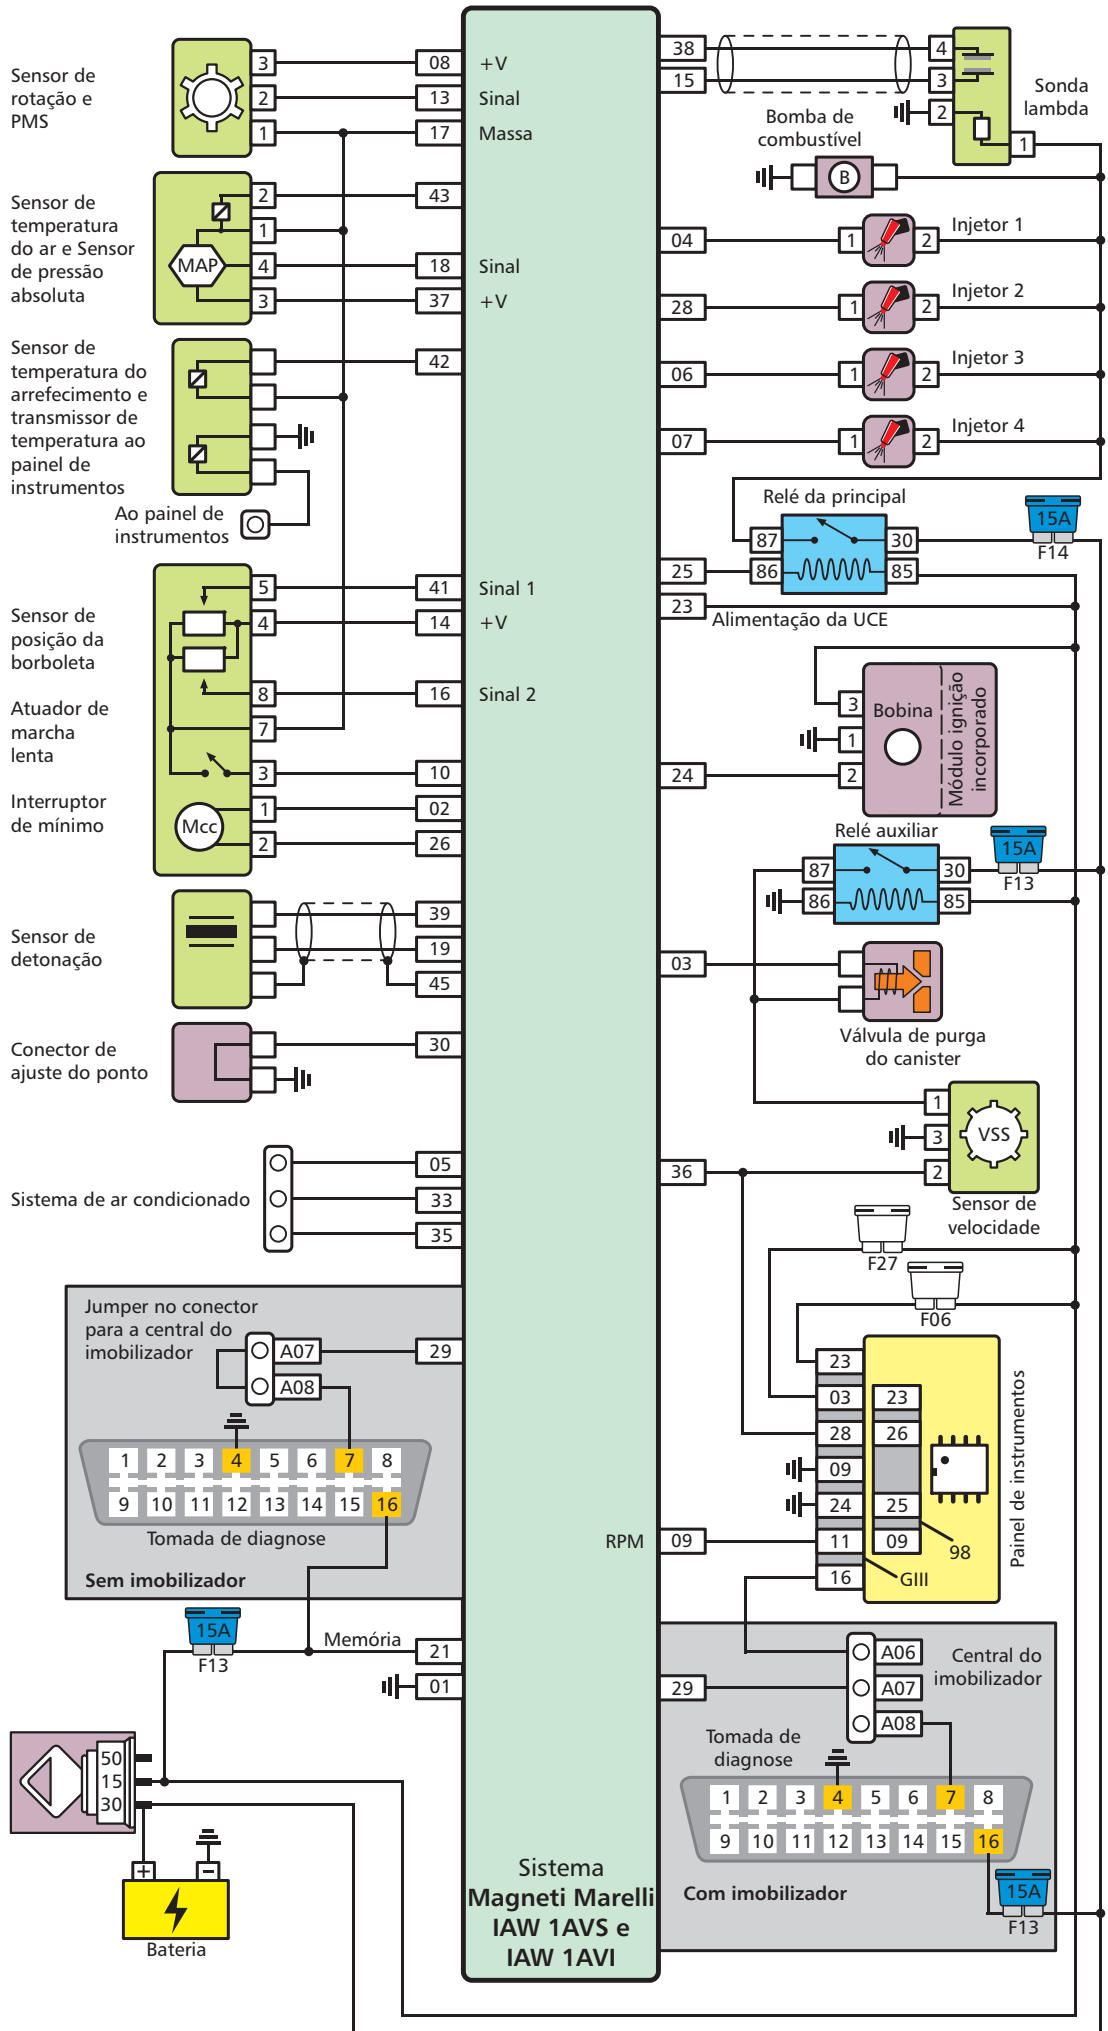 Sensor de
rotação e
PMS
3
2
1
08
13
17
+V
Sinal
Massa
Sensor de
temperatura
do ar e Sensor
de pressão
absoluta
MAP
2
1
4
3
43
18
37
Sinal
+V
Sensor de
temperatura do
arrefecimento e
transmissor de
temperatura ao
painel de
instrumentos
42
Ao painel de
instrumentos
Sensor de
posição da
borboleta
Atuador de
marcha
lenta
Interruptor
de mínimo
Mcc
5
4
8
7
3
1
2
41
14
16
10
02
26
Sinal 1
+V
Sinal 2
Sensor de
detonação
39
19
45
Conector de
ajuste do ponto
30
Sistema de ar condicionado
05
33
35
Jumper no conector
para a central do
imobilizador
A07
A08
29
1 2 3 4 5 6 7 8
9 10 11 12 13 14 15 16
Tomada de diagnose
Sem imobilizador
15A
F13
Memória
21
01
50
15
30
+
-
Bateria
Sistema
Magneti Marelli
IAW 1AVS e
IAW 1AVI
38
15
4
3
2
1
Sonda
lambda
Bomba de
combustível
B
04
1
2
Injetor 1
28
1
2
Injetor 2
06
1
2
Injetor 3
07
1
2
Injetor 4
Relé da principal
87
30
86
85
15A
F14
25
23
Alimentação da UCE
3
1
2
Bobina
Módulo ignição
incorporado
24
Relé auxiliar
87
30
86
85
15A
F13
03
Válvula de purga
do canister
1
3
2
VSS
36
Sensor de
velocidade
F27
F06
23
03
28
09
24
11
16
23
26
25
09
98
GIII
Painel de instrumentos
RPM
09
29
A06
A07
A08
Central do
imobilizador
Tomada de
diagnose
1 2 3 4 5 6 7 8
9 10 11 12 13 14 15 16
Com imobilizador
15A
F13